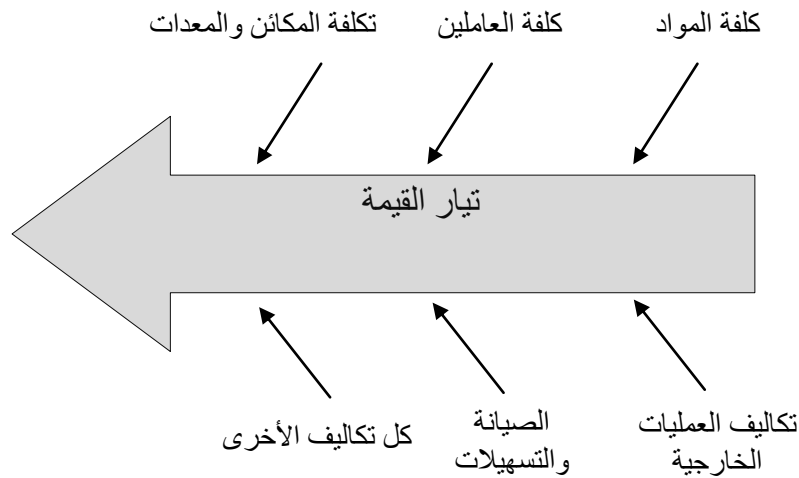 كلفة المواد
كلفة العاملين
تكلفة المكائن والمعدات
تيار القيمة
تكاليف العمليات
الخارجية
الصيانة
والتسهيلات
كل تكاليف الأخرى